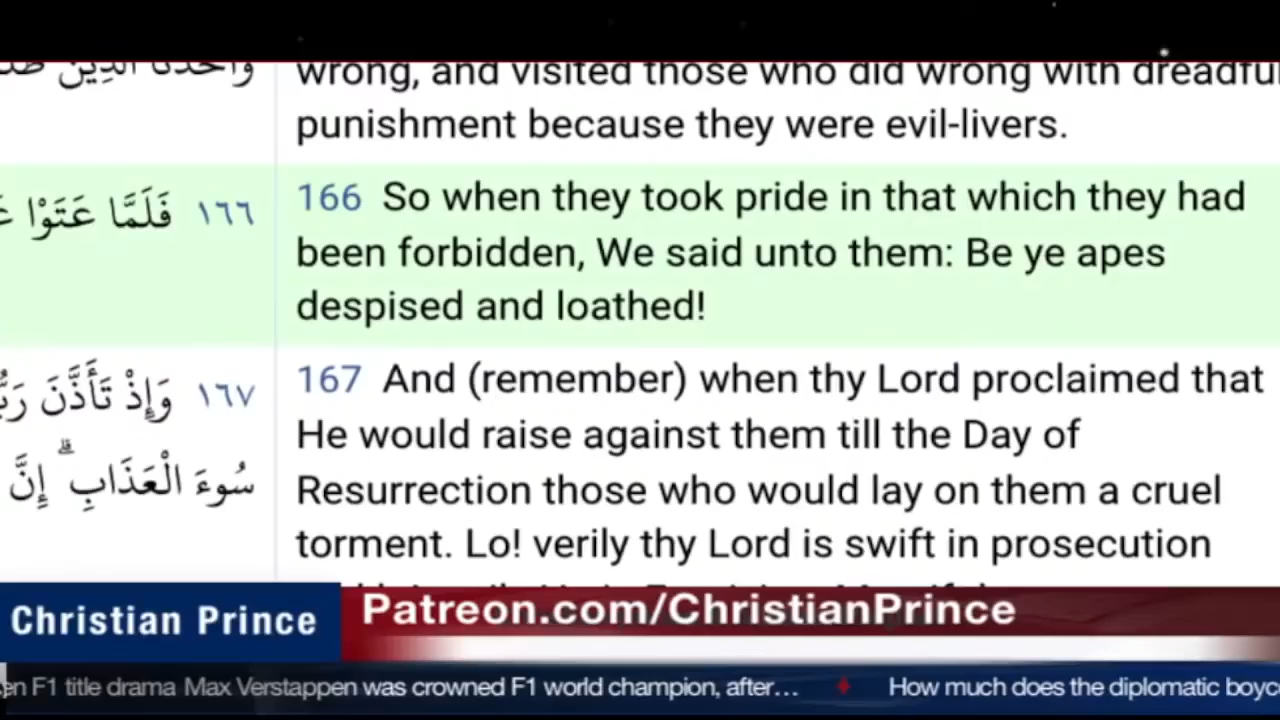 wrong, and visited those who did wrong with dreadful
punishment because they were evil-livers.
١٦٦ فَلَمَّا عَتَوْا
166 So when they took pride in that which they had
been forbidden, We said unto them: Be ye apes
despised and loathed!
١٦٧ وَإِذْ تَأَذَّنَ
سُوءَ الْعَذَابِ ۗ إِنَّ
167 And (remember) when thy Lord proclaimed that
He would raise against them till the Day of
Resurrection those who would lay on them a cruel
torment. Lo! verily thy Lord is swift in prosecution
Christian Prince
Patreon.com/ChristianPrince
F1 title drama Max Verstappen was crowned F1 world champion, after... How much does the diplomatic